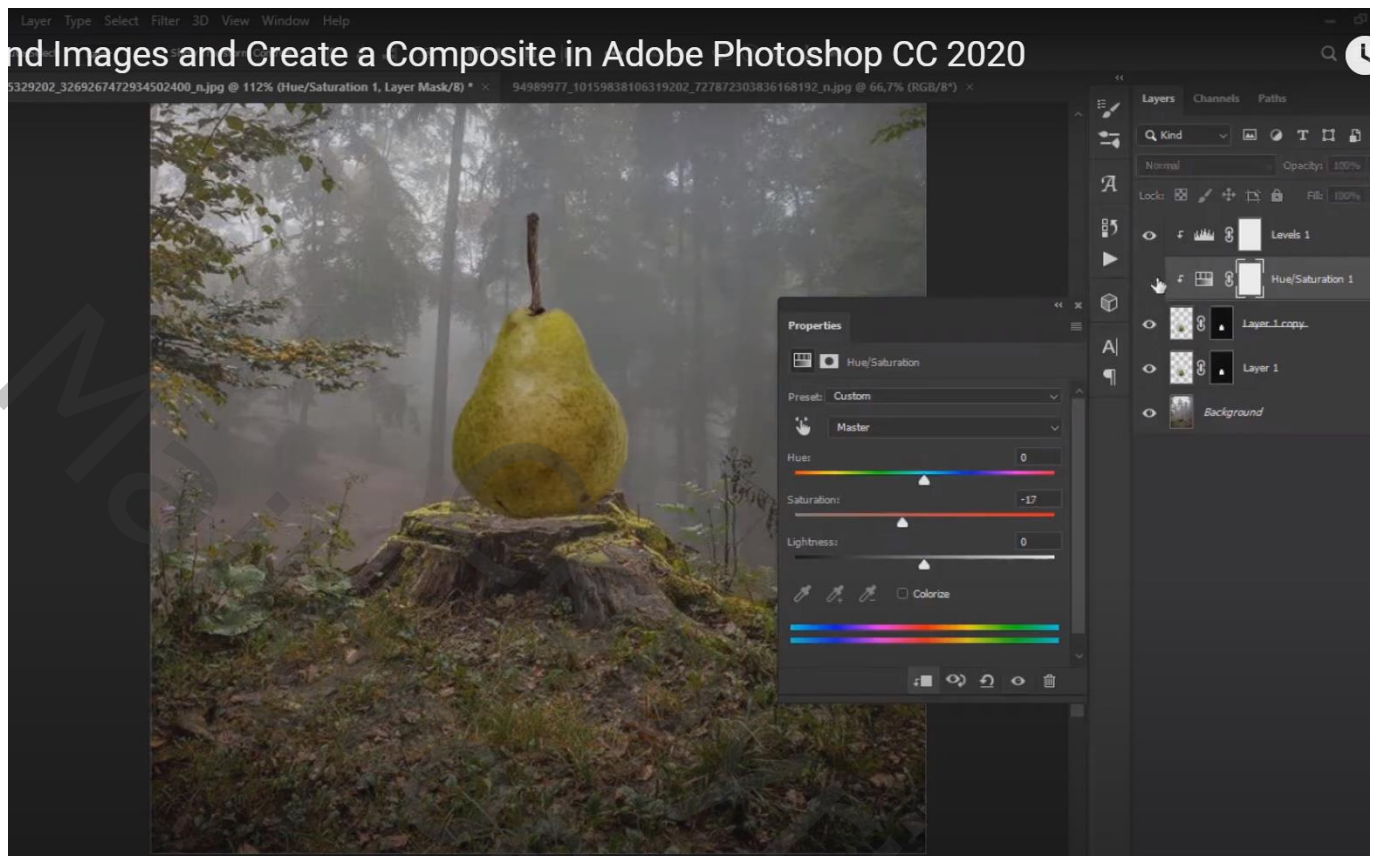 Layer Type Select Filter 3D View Window Help
nd Images and Create a Composite in Adobe Photoshop CC 2020
5329202_3269267472934502400_n.jpg @ 112% (Hue/Saturation 1, Layer Mask/8) * ×
94989977_10159838106319202_727872303836168192_n.jpg @ 66,7% (RGB/8*) ×
Layers Channels Paths
Kind
Normal Opacity: 100%
Lock: Fill: 100%
Levels 1
Hue/Saturation 1
Layer 1 copy
Layer 1
Background
Properties
Hue/Saturation
Preset: Custom
Master
Hue: 0
Saturation: -17
Lightness: 0
Colorize